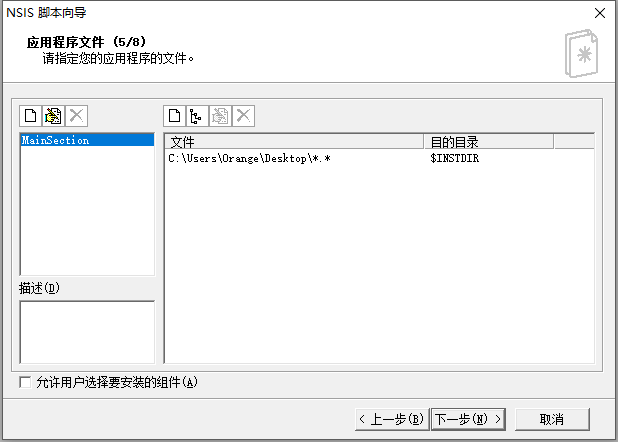 NSIS 脚本向导
应用程序文件 (5/8)
请指定您的应用程序的文件。
MainSection
文件 目的目录
C:\Users\Orange\Desktop\*.* $INSTDIR
描述(D)
允许用户选择要安装的组件(A)
< 上一步(B) 下一步(N) > 取消